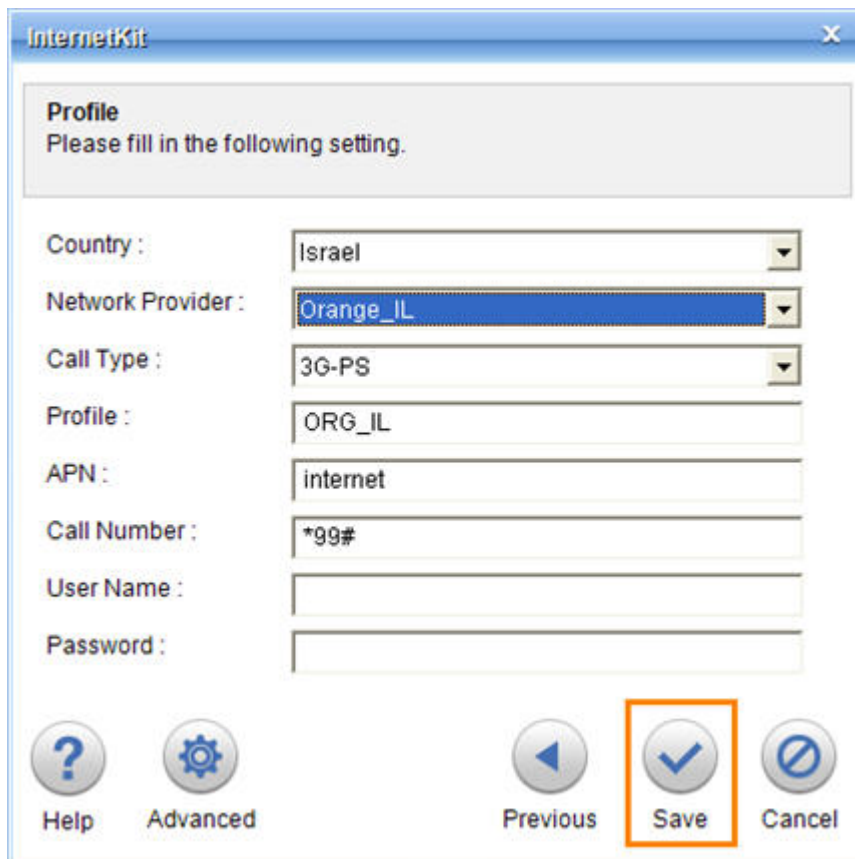 InternetKit
Profile
Please fill in the following setting.
Country : Israel
Network Provider : Orange_IL
Call Type : 3G-PS
Profile : ORG_IL
APN : internet
Call Number : *99#
User Name :
Password :
Help Advanced Previous Save Cancel